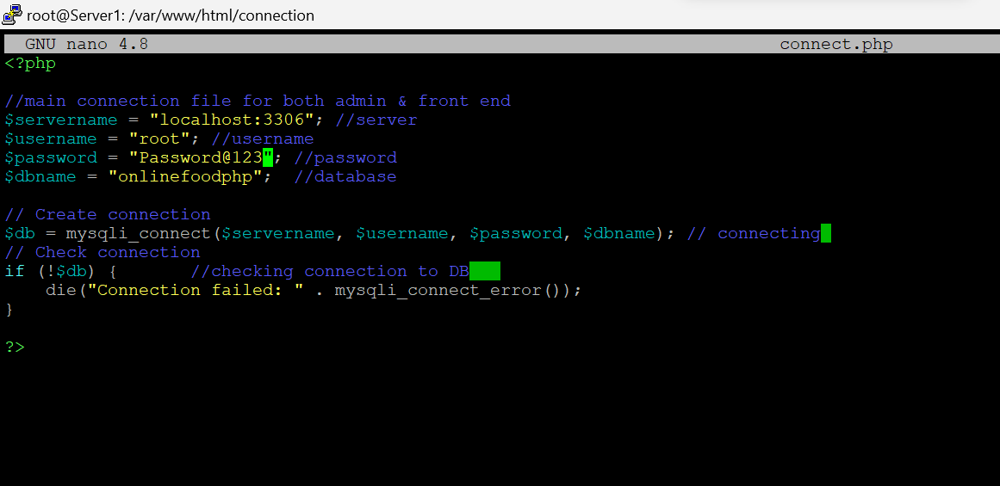 root@Server1: /var/www/html/connection
GNU nano 4.8 connect.php
<?php
//main connection file for both admin & front end
$servername = "localhost:3306"; //server
$username = "root"; //username
$password = "Password@123"; //password
$dbname = "onlinefoodphp";  //database
// Create connection
$db = mysqli_connect($servername, $username, $password, $dbname); // connecting
// Check connection
if (!$db) {       //checking connection to DB
    die("Connection failed: " . mysqli_connect_error());
}
?>